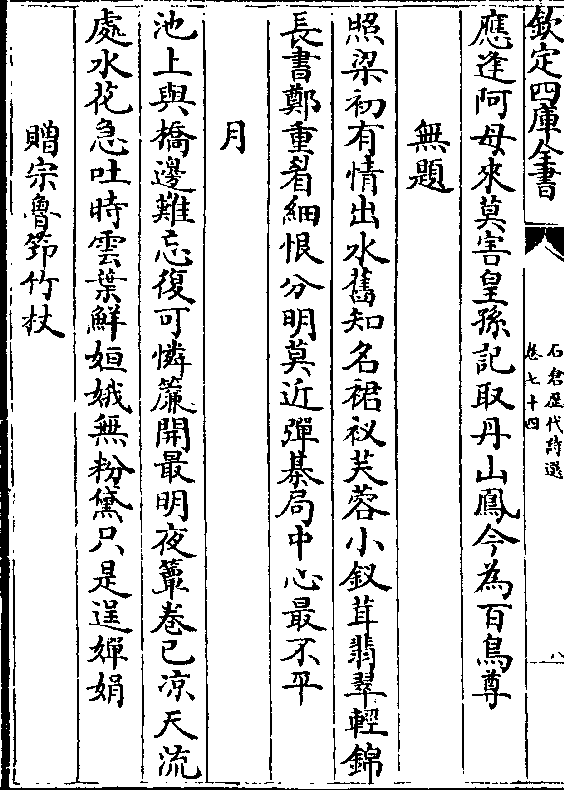 欽定四庫全書
石倉歷代詩選
卷七十四
八
應逢阿母來莫害皇孫記取丹山鳳今為百鳥尊
無題
照梁初有情出水舊知名裙衩芙蓉小釵茸翡翠輕錦
長書鄭重眉細恨分明莫近彈棊局中心最不平
月
池上與橋邊難忘復可憐簾開最明夜簟卷已凉天流
處水花急吐時雲葉鮮姮娥無粉黛只是逞嬋娟
贈宗魯筇竹杖